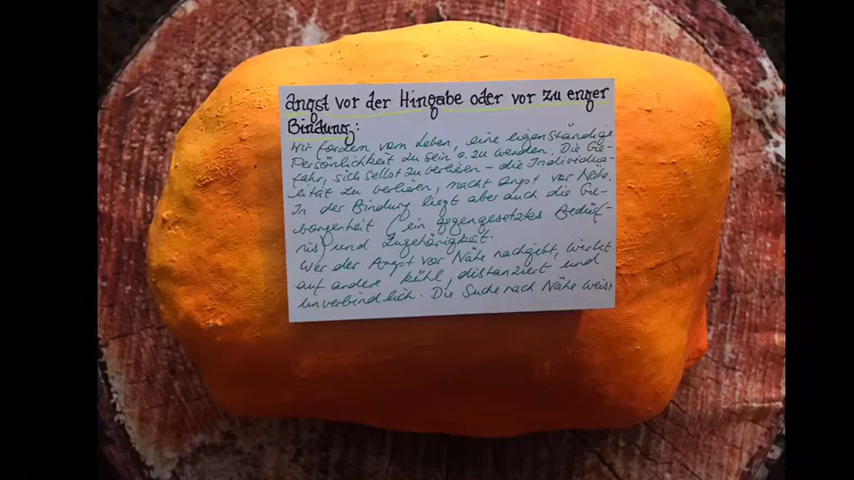 angst vor der Hingabe oder vor zu enger
Bindung:
Wir fordern vom Leben, eine eigenständige
Persönlichkeit zu sein o. zu werden. Die Ge-
fahr, sich selbst zu verlieren - die Individua-
lität zu verlieren, macht angst vor Nähe.
In der Bindung liegt aber auch die Ge-
borgenheit (ein gegengesetztes Bedürf-
nis) und Zugehörigkeit.
Wer der Angst vor Nähe nachgibt, wirkt
auf andere kühl, distanziert und
unverbindlich. Die Suche nach Nähe weist